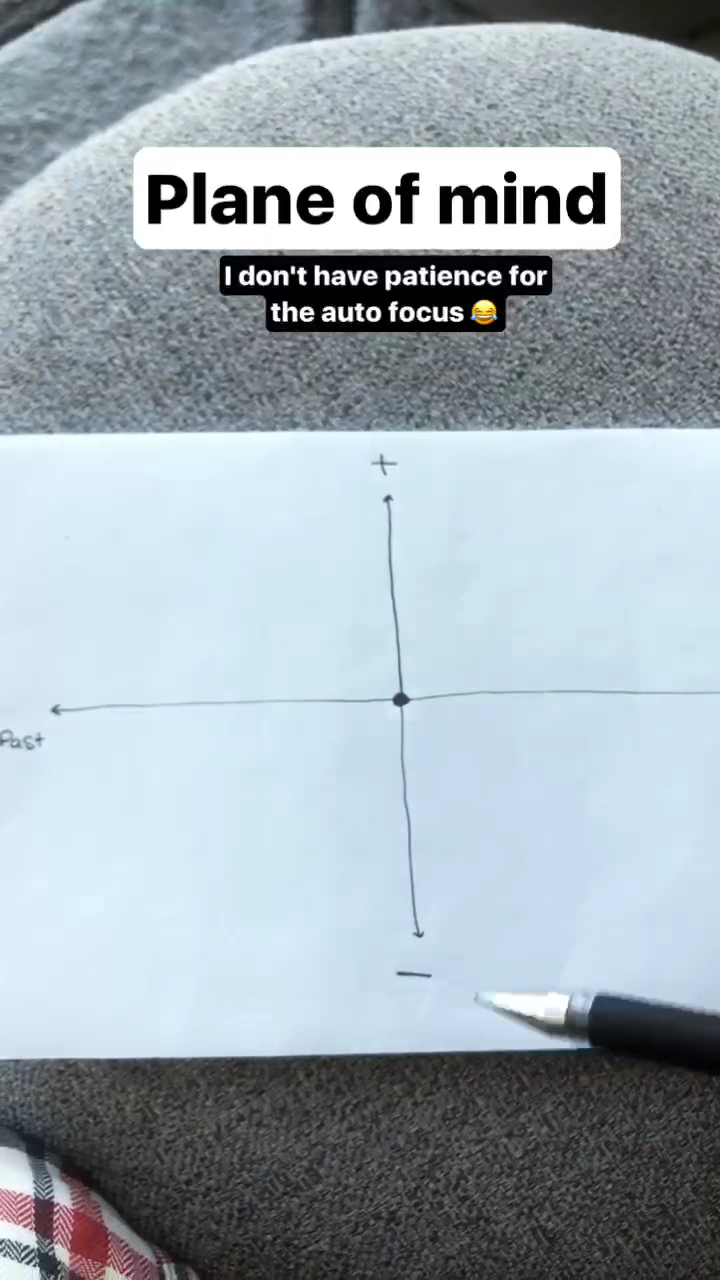 Plane of mind
I don't have patience for
the auto focus 😂
+
Past
—